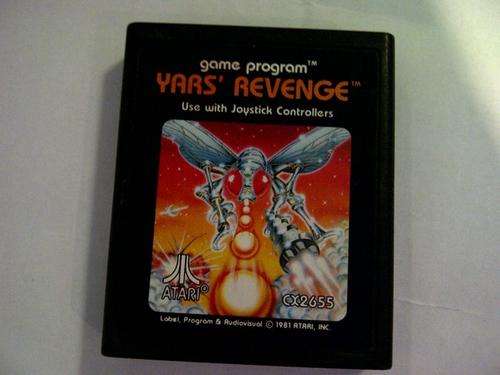 game program™
YARS' REVENGE™
Use with Joystick Controllers
ATARI®
CX2655
Label, Program & Audiovisual © 1981 ATARI, INC.